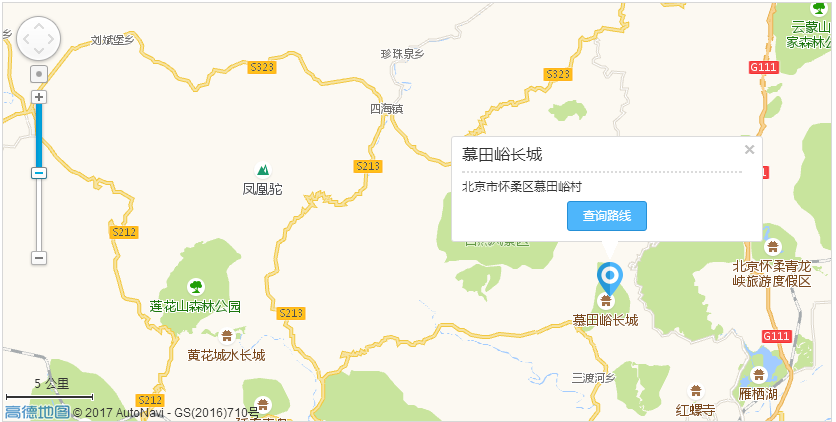 乡
刘斌堡乡
S323
珍珠泉乡
S323
云蒙山
家森林公
G111
四海镇
S213
凤凰驼
慕田峪长城
北京市怀柔区慕田峪村
查询路线
S212
北京怀柔青龙
峡旅游度假区
莲花山森林公园
S213
慕田峪长城
黄花城水长城
G111
5 公里
三渡河乡
S212
红螺寺
雁栖湖
高德地图 © 2017 AutoNavi - GS(2016)710号